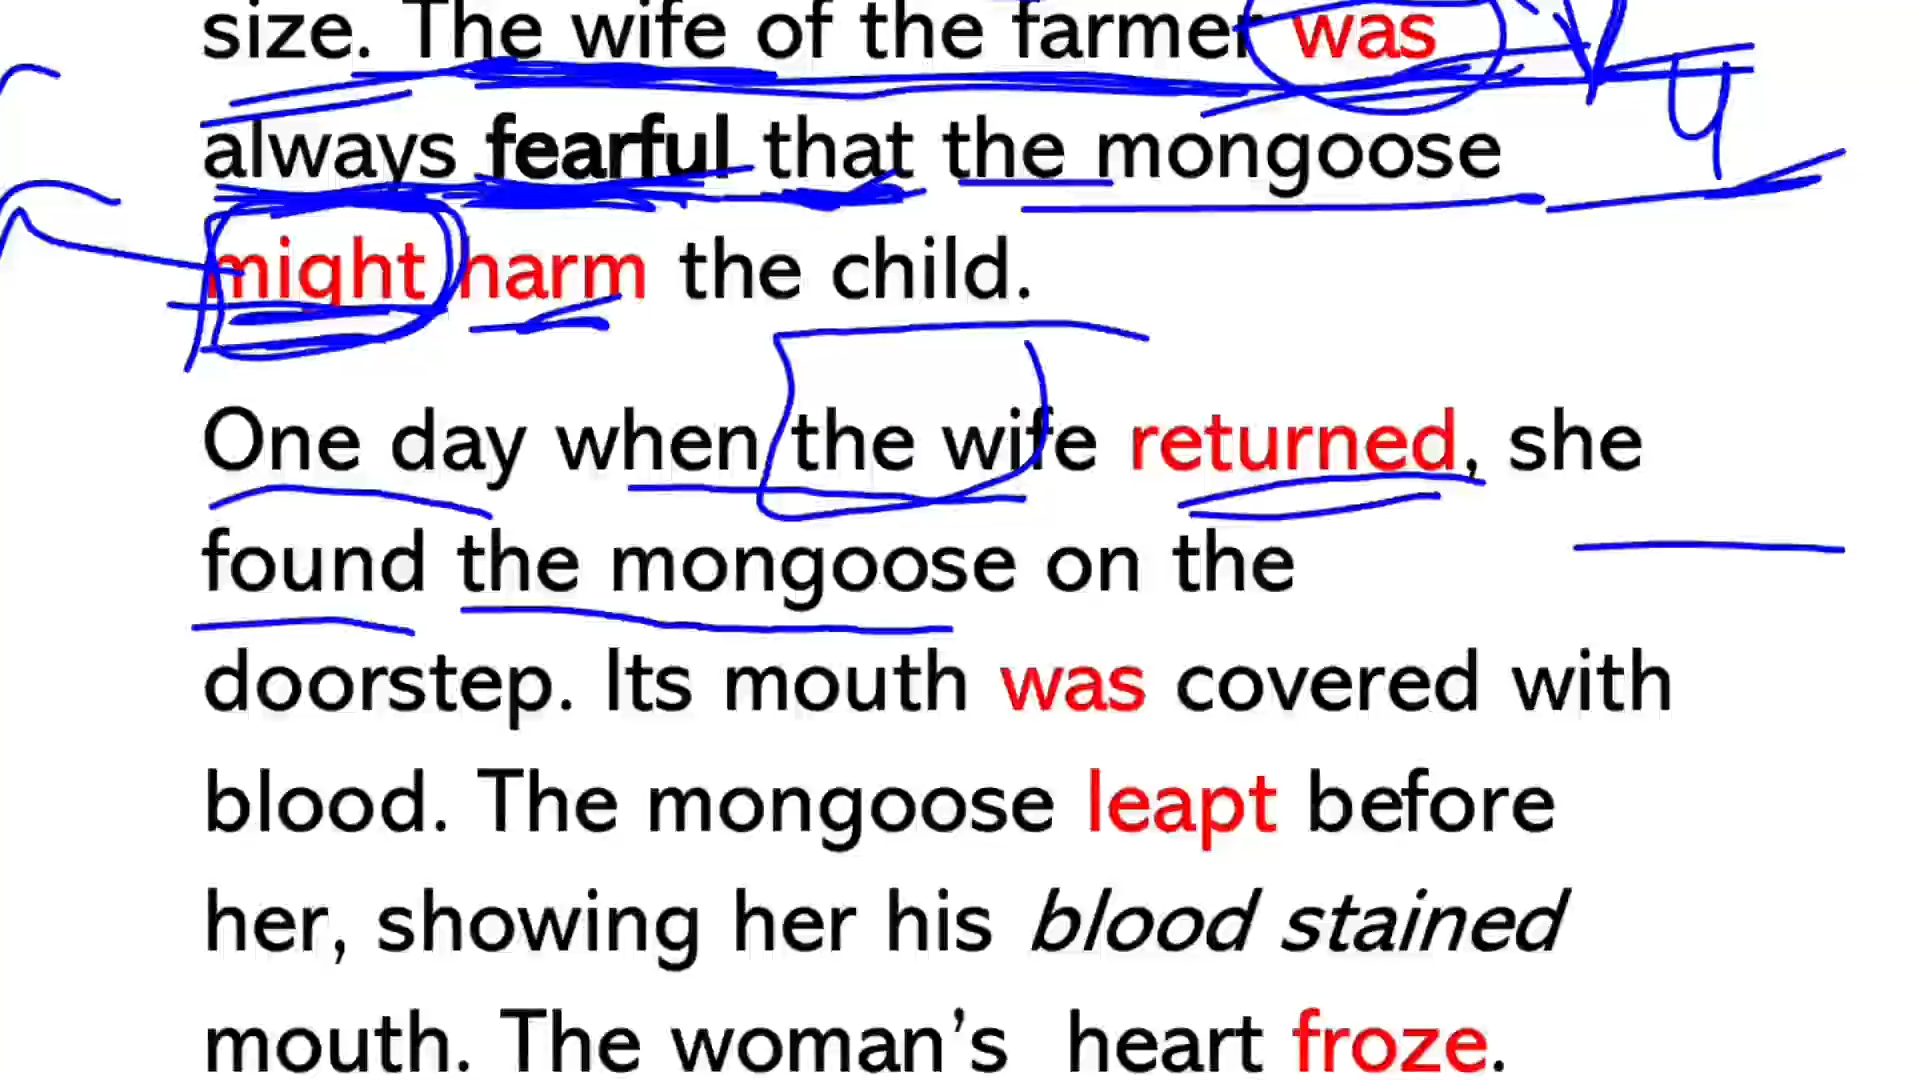 size. The wife of the farmer was
always fearful that the mongoose
might harm the child.
One day when the wife returned, she
found the mongoose on the
doorstep. Its mouth was covered with
blood. The mongoose leapt before
her, showing her his blood stained
mouth. The woman’s heart froze.